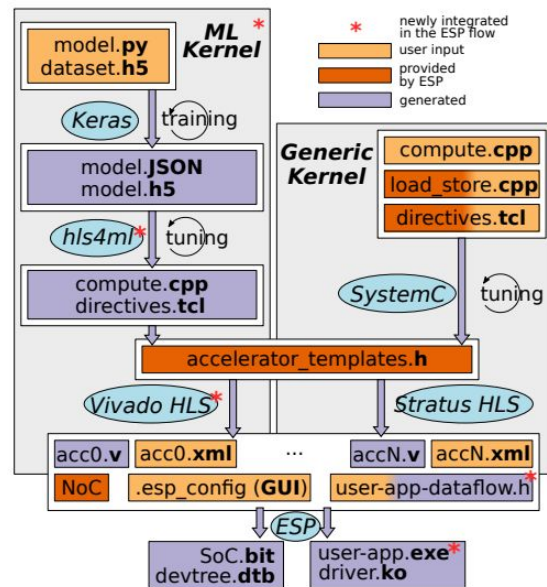 ML *
Kernel
model.py
dataset.h5
Keras
training
model.JSON
model.h5
hls4ml*
tuning
compute.cpp
directives.tcl
* newly integrated
in the ESP flow
user input
provided
by ESP
generated
Generic
Kernel
compute.cpp
load_store.cpp
directives.tcl
SystemC
tuning
accelerator_templates.h
Vivado HLS*
Stratus HLS
acc0.v
acc0.xml
...
accN.v
accN.xml
NoC
.esp_config (GUI)
user-app-dataflow.h*
ESP
SoC.bit
devtree.dtb
user-app.exe*
driver.ko